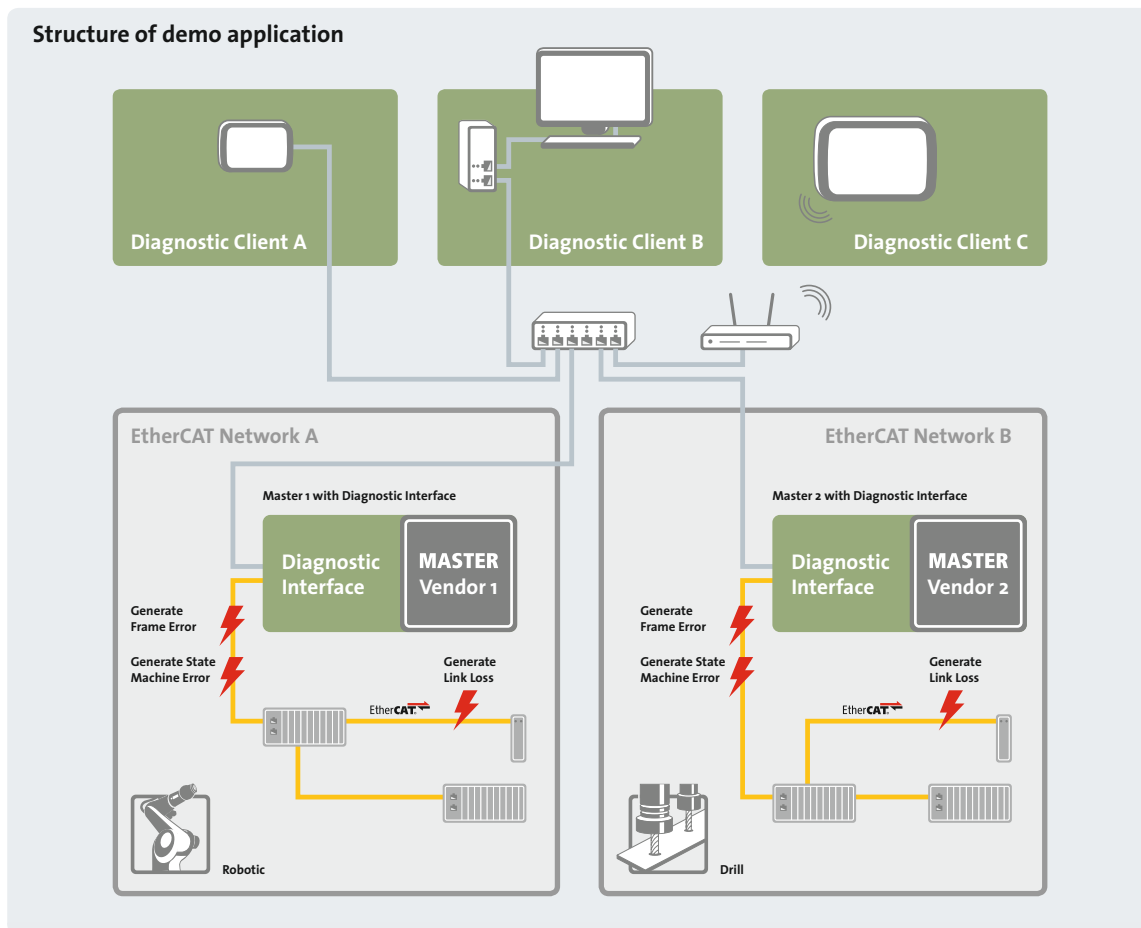 Structure of demo application
Diagnostic Client A
Diagnostic Client B
Diagnostic Client C
EtherCAT Network A
Master 1 with Diagnostic Interface
Diagnostic
Interface
MASTER
Vendor 1
Generate
Frame Error
Generate State
Machine Error
Generate
Link Loss
EtherCAT
Robotic
EtherCAT Network B
Master 2 with Diagnostic Interface
Diagnostic
Interface
MASTER
Vendor 2
Generate
Frame Error
Generate State
Machine Error
Generate
Link Loss
EtherCAT
Drill